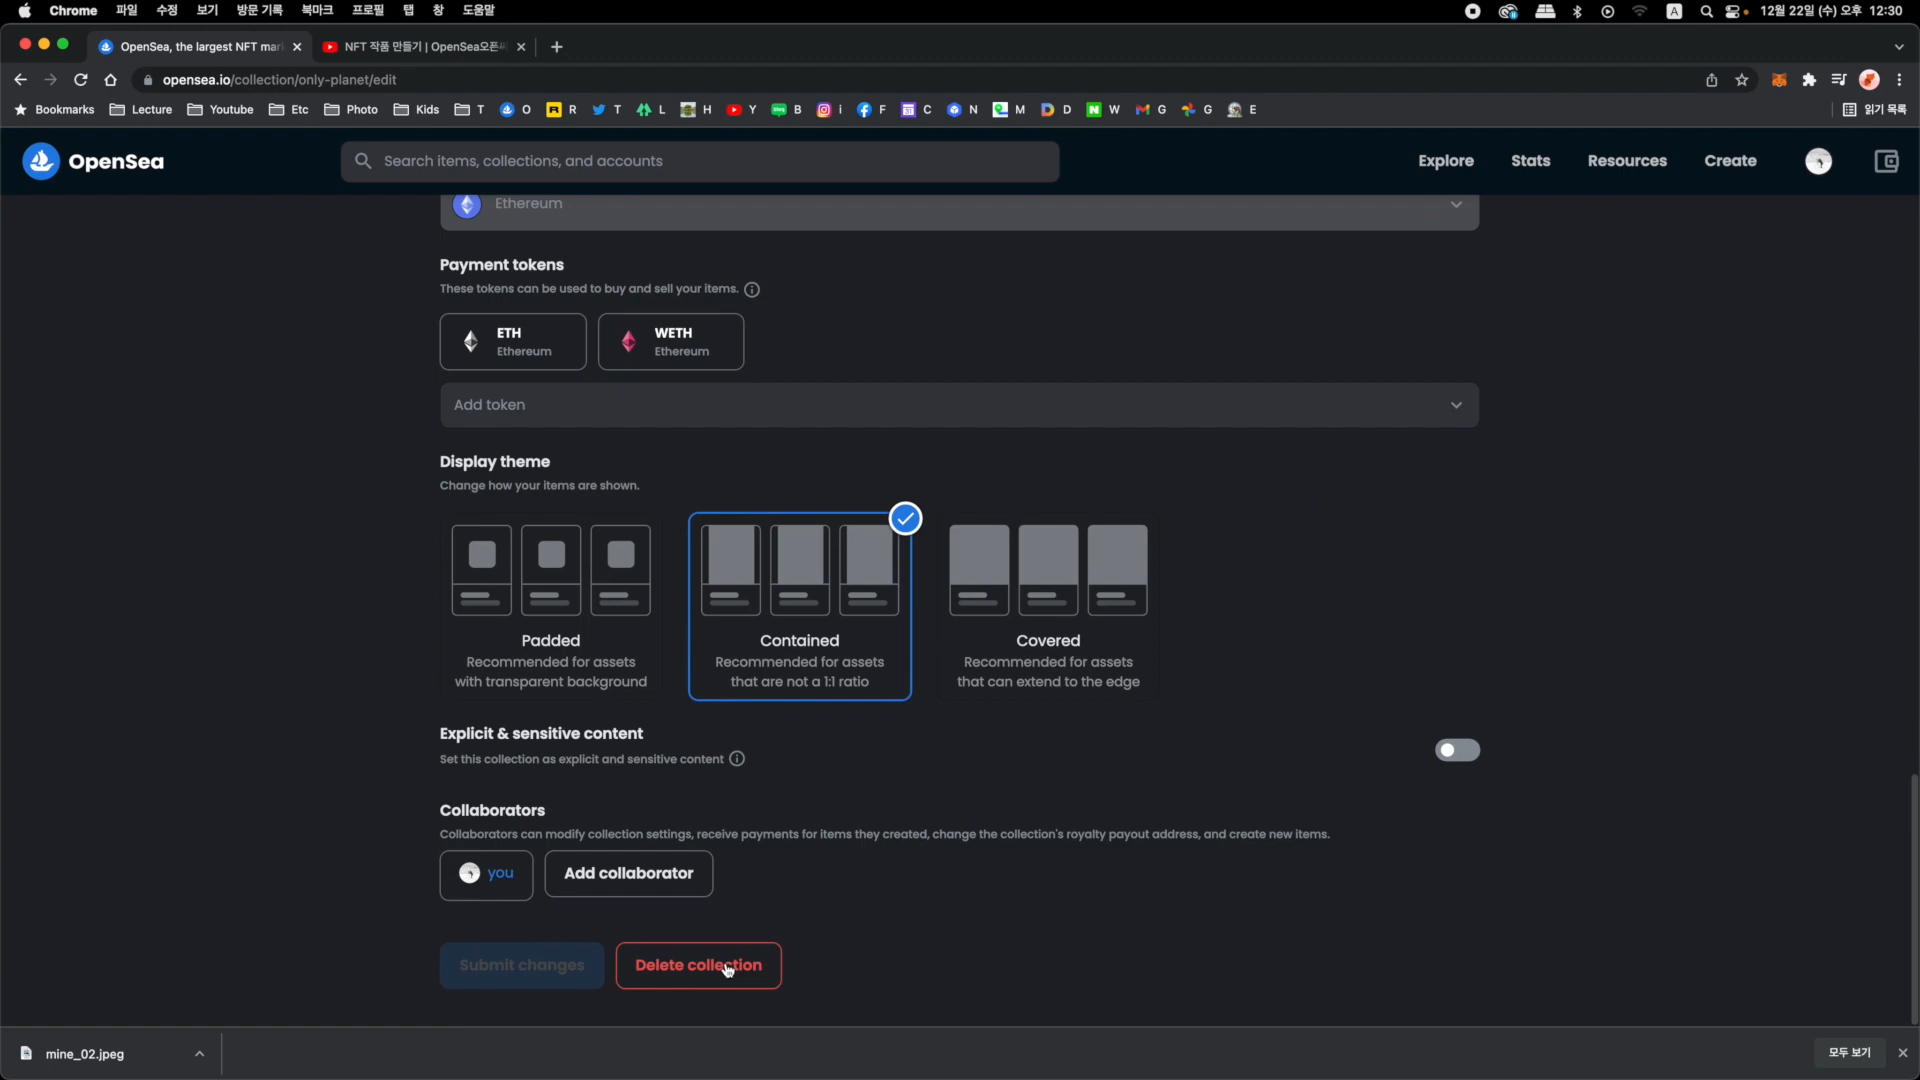 Chrome 파일 수정 보기 방문 기록 북마크 프로필 탭 창 도움말 A 12월 22일 (수) 오후 12:30
OpenSea, the largest NFT mar NFT 작품 만들기 | OpenSea오픈
opensea.io/collection/only-planet/edit
Bookmarks Lecture Youtube Etc Photo Kids T O R T L H Y B i F C N M D W G G E 읽기 목록
OpenSea Search items, collections, and accounts Explore Stats Resources Create
Ethereum
Payment tokens
These tokens can be used to buy and sell your items.
ETH WETH
Ethereum Ethereum
Add token
Display theme
Change how your items are shown.
Padded Contained Covered
Recommended for assets Recommended for assets Recommended for assets
with transparent background that are not a 1:1 ratio that can extend to the edge
Explicit & sensitive content
Set this collection as explicit and sensitive content
Collaborators
Collaborators can modify collection settings, receive payments for items they created, change the collection's royalty payout address, and create new items.
you Add collaborator
Submit changes Delete collection
mine_02.jpeg 모두 보기